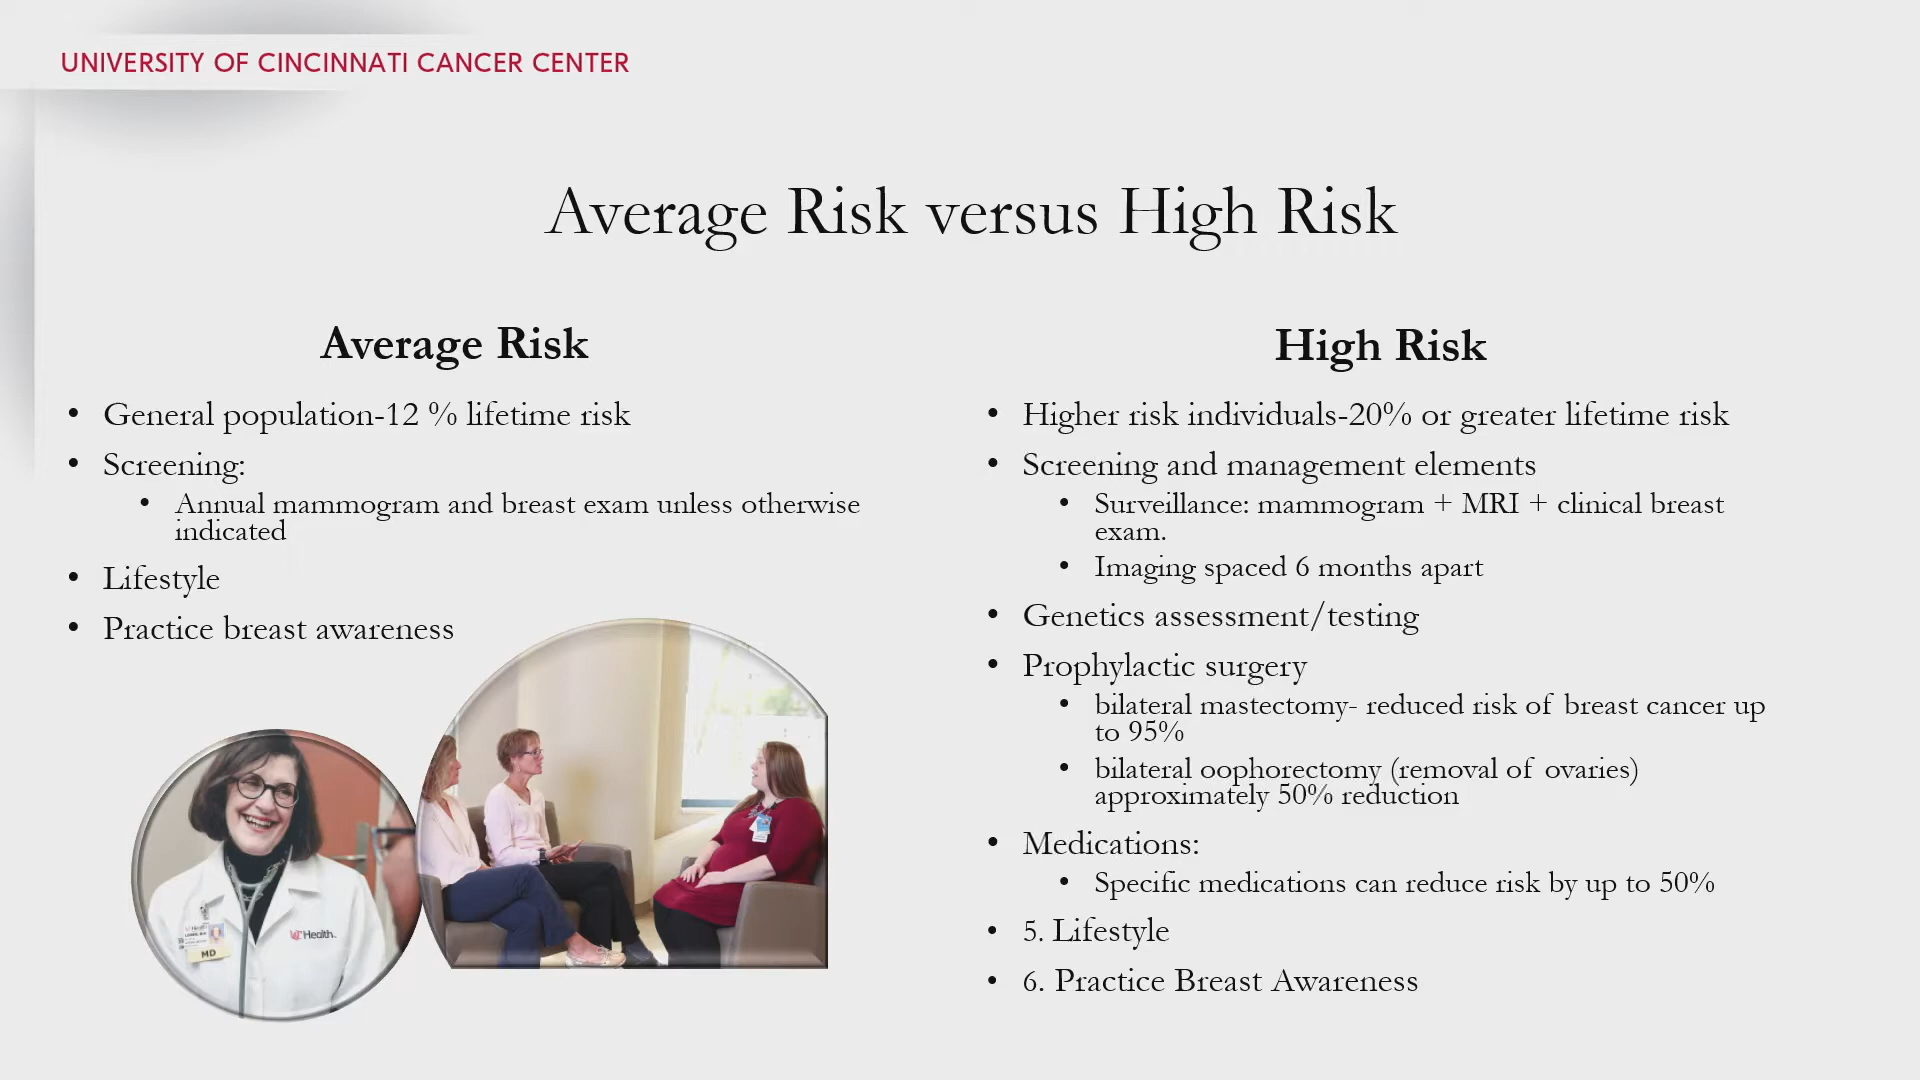 UNIVERSITY OF CINCINNATI CANCER CENTER
Average Risk versus High Risk
Average Risk
• General population-12 % lifetime risk
• Screening:
• Annual mammogram and breast exam unless otherwise
indicated
• Lifestyle
• Practice breast awareness
High Risk
• Higher risk individuals-20% or greater lifetime risk
• Screening and management elements
• Surveillance: mammogram + MRI + clinical breast
exam.
• Imaging spaced 6 months apart
• Genetics assessment/testing
• Prophylactic surgery
• bilateral mastectomy- reduced risk of breast cancer up
to 95%
• bilateral oophorectomy (removal of ovaries)
approximately 50% reduction
• Medications:
• Specific medications can reduce risk by up to 50%
• 5. Lifestyle
• 6. Practice Breast Awareness
UC Health.
MD